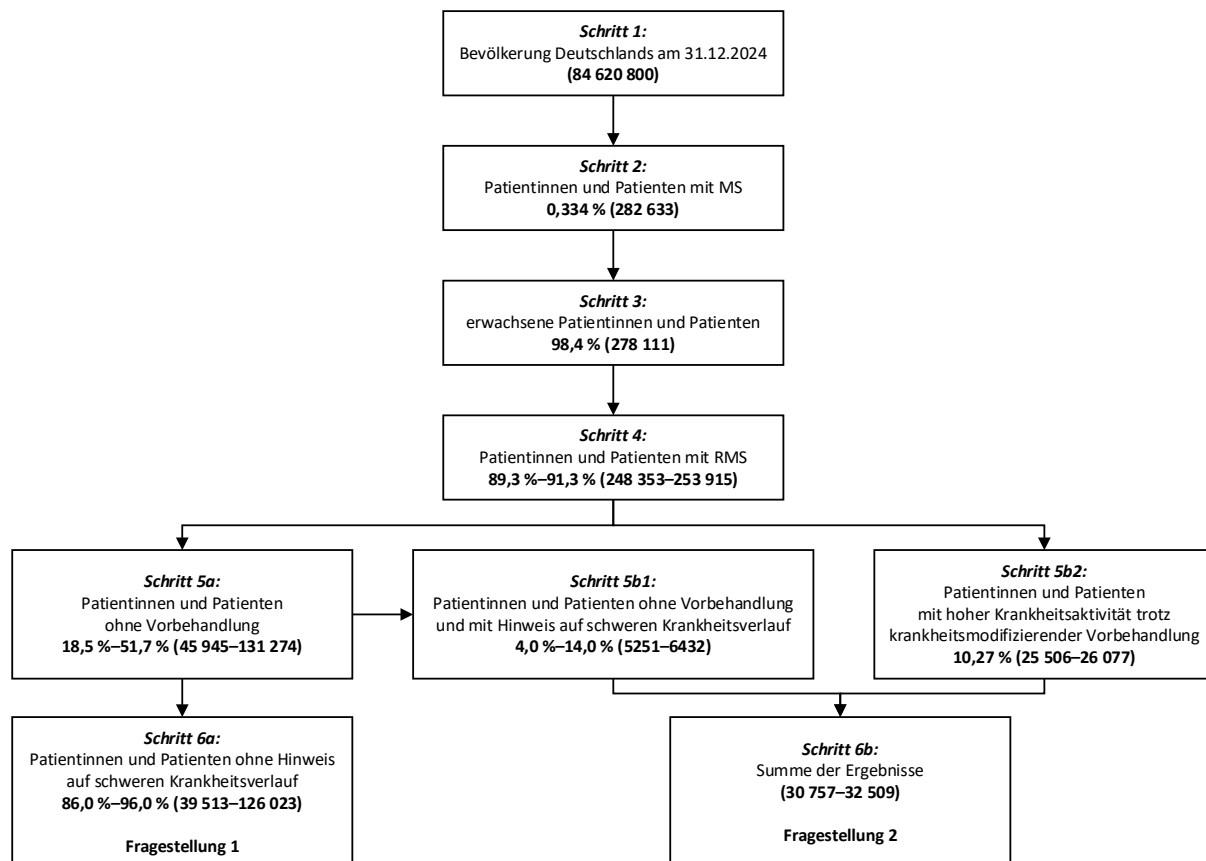 Schritt 1:
Bevölkerung Deutschlands am 31.12.2024
(84 620 800)
Schritt 2:
Patientinnen und Patienten mit MS
0,334 % (282 633)
Schritt 3:
erwachsene Patientinnen und Patienten
98,4 % (278 111)
Schritt 4:
Patientinnen und Patienten mit RMS
89,3 %–91,3 % (248 353–253 915)
Schritt 5a:
Patientinnen und Patienten
ohne Vorbehandlung
18,5 %–51,7 % (45 945–131 274)
Schritt 5b1:
Patientinnen und Patienten ohne Vorbehandlung
und mit Hinweis auf schweren Krankheitsverlauf
4,0 %–14,0 % (5251–6432)
Schritt 5b2:
Patientinnen und Patienten
mit hoher Krankheitsaktivität trotz
krankheitsmodifizierender Vorbehandlung
10,27 % (25 506–26 077)
Schritt 6a:
Patientinnen und Patienten ohne Hinweis
auf schweren Krankheitsverlauf
86,0 %–96,0 % (39 513–126 023)
Fragestellung 1
Schritt 6b:
Summe der Ergebnisse
(30 757–32 509)
Fragestellung 2